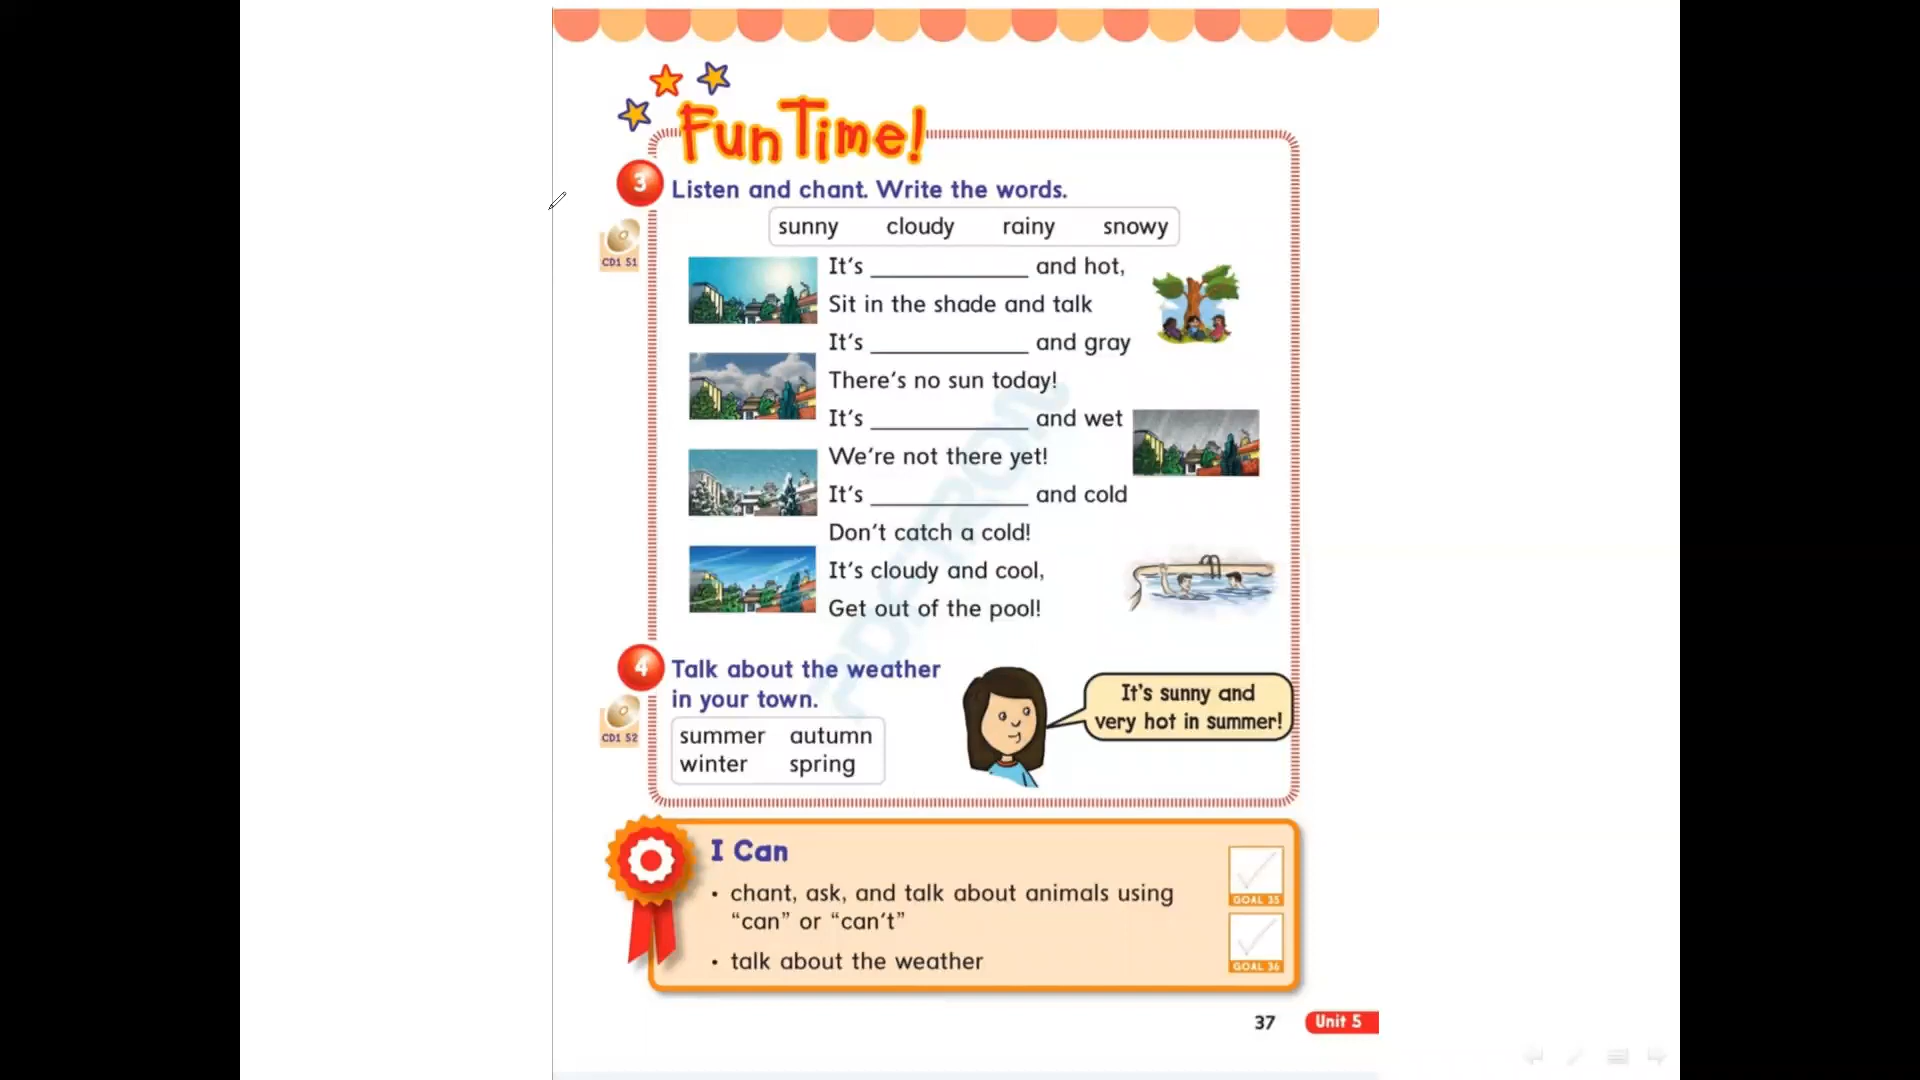 Fun Time!
3
Listen and chant. Write the words.
CD1 51
sunny cloudy rainy snowy
It's ____________ and hot,
Sit in the shade and talk
It's ____________ and gray
There's no sun today!
It's ____________ and wet
We're not there yet!
It's ____________ and cold
Don't catch a cold!
It's cloudy and cool,
Get out of the pool!
4
Talk about the weather
in your town.
CD1 52
summer autumn
winter spring
It's sunny and
very hot in summer!
I Can
• chant, ask, and talk about animals using
"can" or "can't"
GOAL 35
• talk about the weather
GOAL 36
37 Unit 5